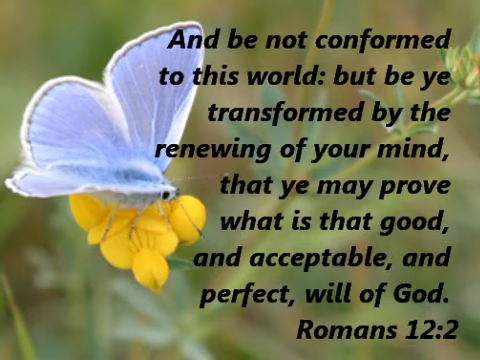 And be not conformed
to this world: but be ye
transformed by the
renewing of your mind,
that ye may prove
what is that good,
and acceptable, and
perfect, will of God.
Romans 12:2